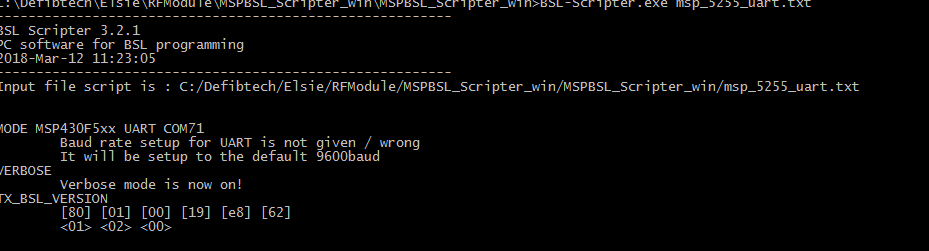 C:\Defibtech\Elsie\RFModule\MSPBSL_Scripter_win\MSPBSL_Scripter_win>BSL-Scripter.exe msp_5255_uart.txt
---------------------------------------------------------
BSL Scripter 3.2.1
PC software for BSL programming
2018-Mar-12 11:23:05
---------------------------------------------------------
Input file script is : C:/Defibtech/Elsie/RFModule/MSPBSL_Scripter_win/MSPBSL_Scripter_win/msp_5255_uart.txt
MODE MSP430F5xx UART COM71
Baud rate setup for UART is not given / wrong
It will be setup to the default 9600baud
VERBOSE
Verbose mode is now on!
TX_BSL_VERSION
[80] [01] [00] [19] [e8] [62]
<01> <02> <00>